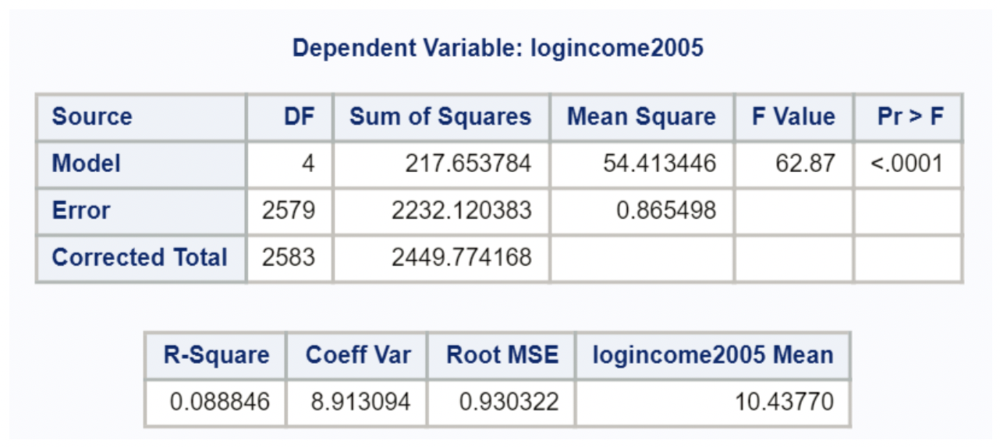 Dependent Variable: logincome2005
Source DF Sum of Squares Mean Square F Value Pr > F
Model 4 217.653784 54.413446 62.87 <.0001
Error 2579 2232.120383 0.865498
Corrected Total 2583 2449.774168
R-Square Coeff Var Root MSE logincome2005 Mean
0.088846 8.913094 0.930322 10.43770